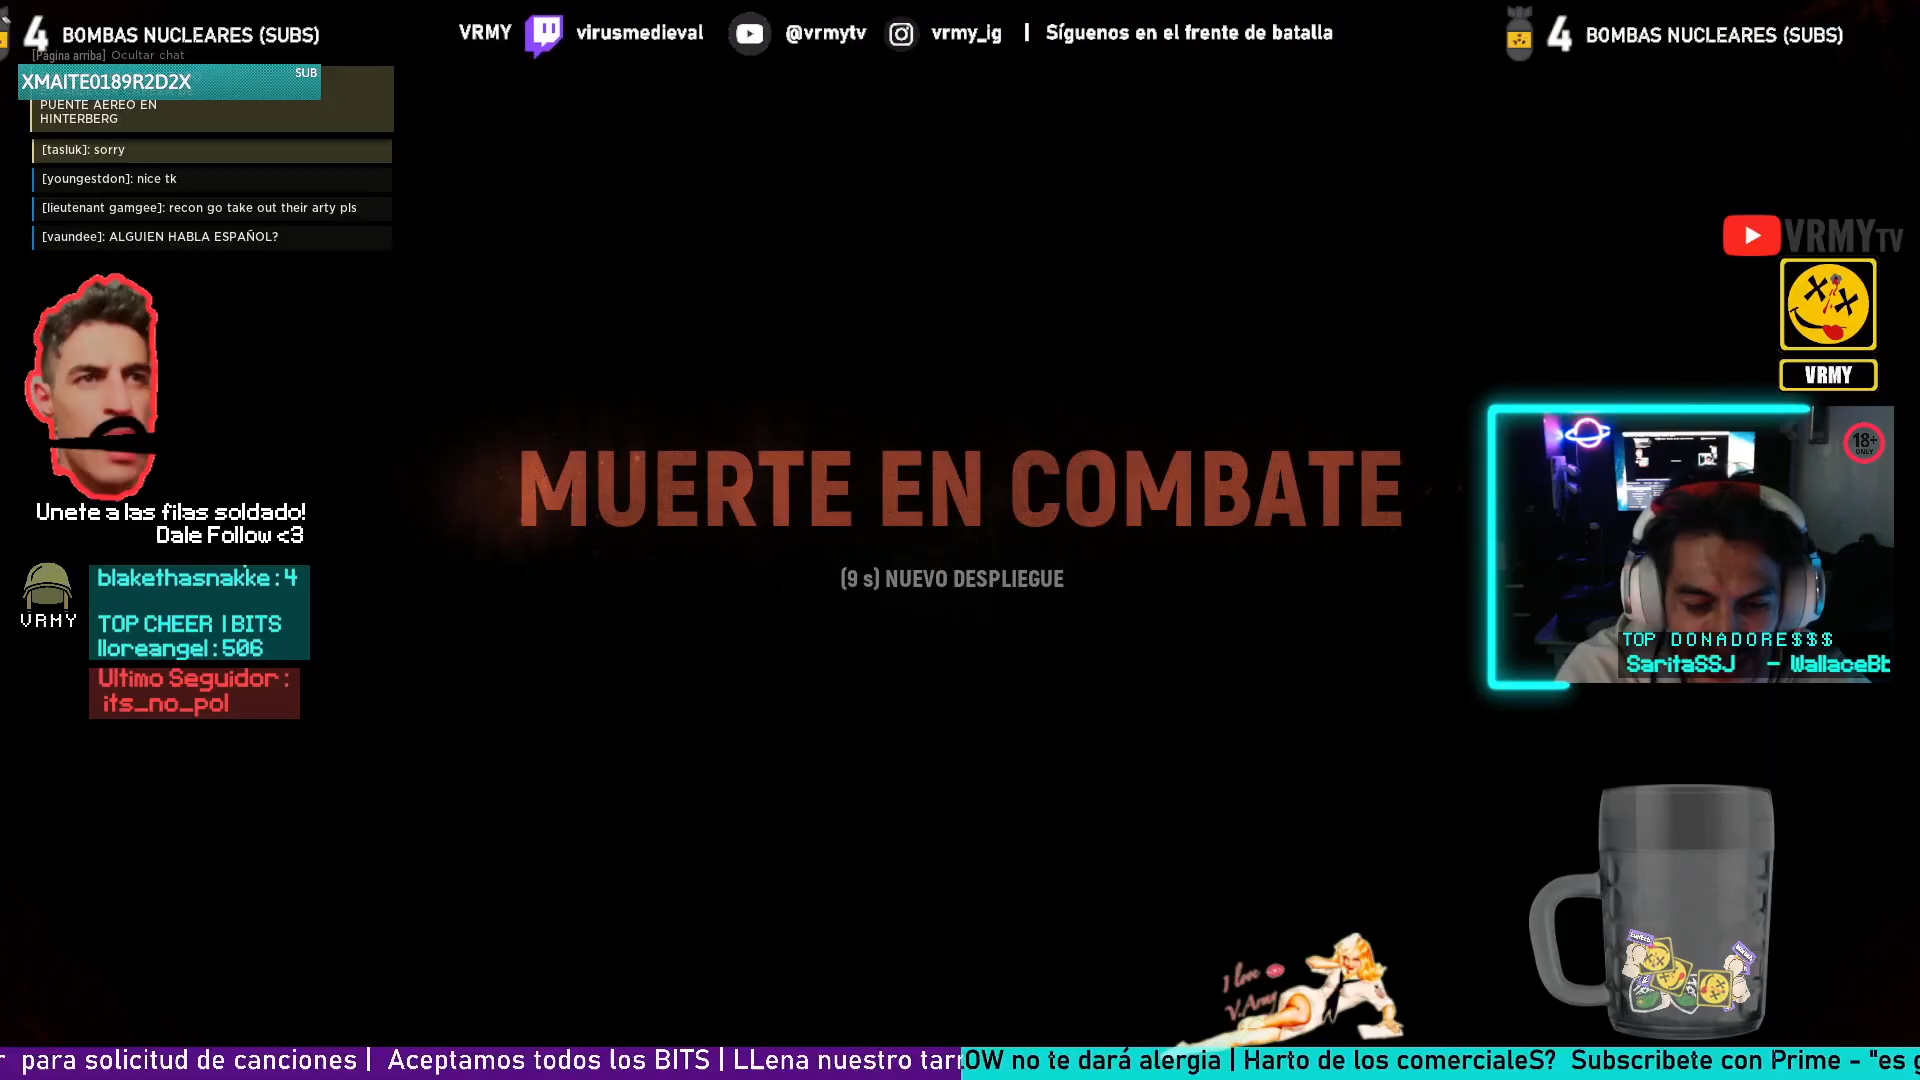 4 BOMBAS NUCLEARES (SUBS)
VRMY
virusmedieval
@vrmytv
vrmy_ig
| Síguenos en el frente de batalla
4 BOMBAS NUCLEARES (SUBS)
[Página arriba] Ocultar chat
XMAITE0189R2D2X
SUB
PUENTE AÉREO EN
HINTERBERG
[tasluk]: sorry
[youngestdon]: nice tk
[lieutenant gamgee]: recon go take out their arty pls
[vaundee]: ALGUIEN HABLA ESPAÑOL?
VRMYTV
VRMY
18+
ONLY
MUERTE EN COMBATE
(9 s) NUEVO DESPLIEGUE
Unete a las filas soldado!
Dale Follow <3
VRMY
blakethasnakke : 4
TOP CHEER | BITS
lloreangel : 506
Ultimo Seguidor :
its_no_pol
TOP DONADORE$$$
SaritaSSJ - WallaceBt
I love
V.Army
para solicitud de canciones | Aceptamos todos los BITS | LLena nuestro tarr
OW no te dará alergia | Harto de los comercialeS? Subscribete con Prime - "es g